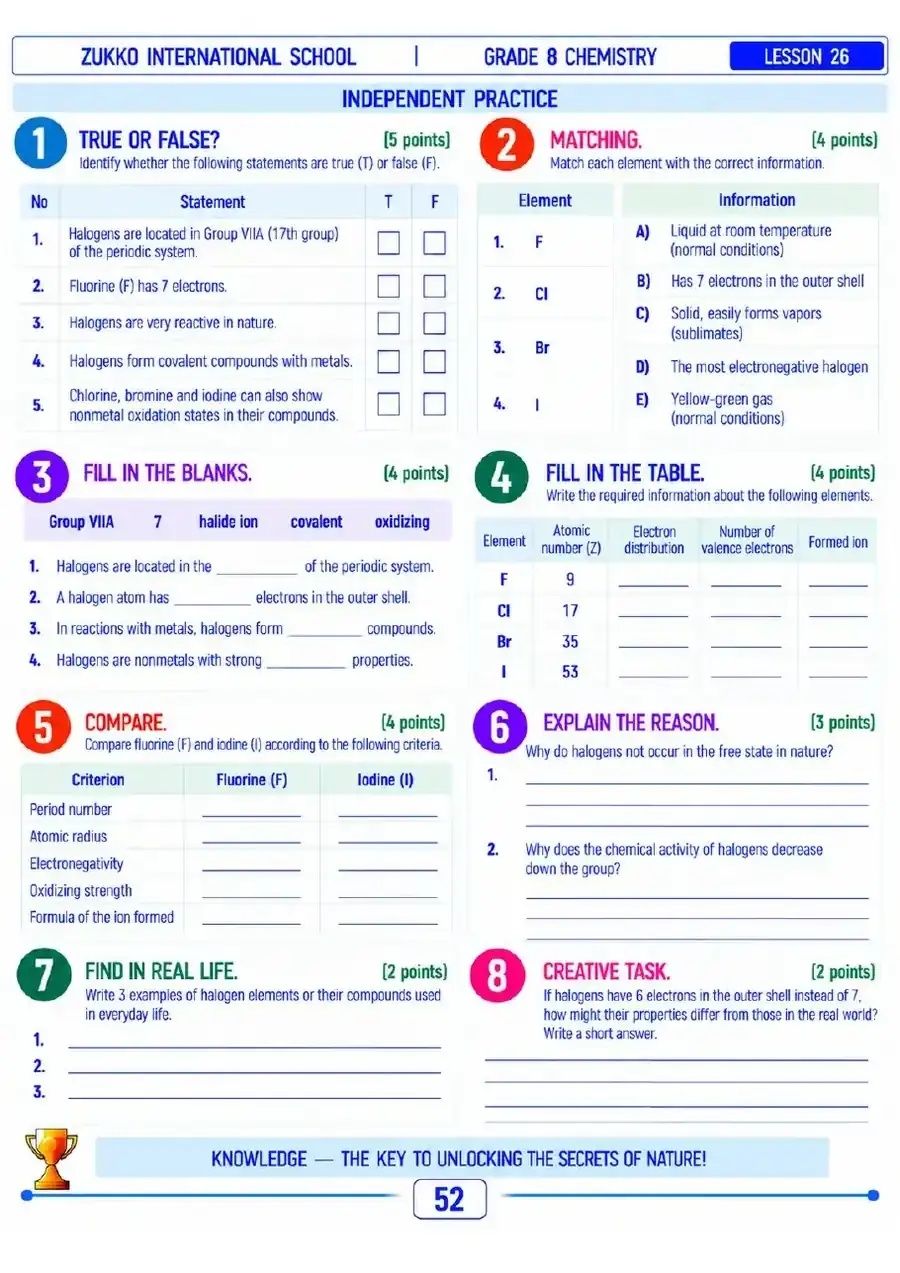 ZUKKO INTERNATIONAL SCHOOL | GRADE 8 CHEMISTRY LESSON 26
INDEPENDENT PRACTICE
1 TRUE OR FALSE? (5 points)
Identify whether the following statements are true (T) or false (F).
No Statement T F
1. Halogens are located in Group VIIA (17th group)
of the periodic system.
2. Fluorine (F) has 7 electrons.
3. Halogens are very reactive in nature.
4. Halogens form covalent compounds with metals.
5. Chlorine, bromine and iodine can also show
nonmetal oxidation states in their compounds.
2 MATCHING. (4 points)
Match each element with the correct information.
Element
1. F
2. Cl
3. Br
4. I
Information
A) Liquid at room temperature
(normal conditions)
B) Has 7 electrons in the outer shell
C) Solid, easily forms vapors
(sublimates)
D) The most electronegative halogen
E) Yellow-green gas
(normal conditions)
3 FILL IN THE BLANKS. (4 points)
Group VIIA 7 halide ion covalent oxidizing
1. Halogens are located in the __________ of the periodic system.
2. A halogen atom has __________ electrons in the outer shell.
3. In reactions with metals, halogens form __________ compounds.
4. Halogens are nonmetals with strong __________ properties.
4 FILL IN THE TABLE. (4 points)
Write the required information about the following elements.
Element Atomic number (Z) Electron distribution Number of valence electrons Formed ion
F 9
Cl 17
Br 35
I 53
5 COMPARE. (4 points)
Compare fluorine (F) and iodine (I) according to the following criteria.
Criterion Fluorine (F) Iodine (I)
Period number
Atomic radius
Electronegativity
Oxidizing strength
Formula of the ion formed
6 EXPLAIN THE REASON. (3 points)
Why do halogens not occur in the free state in nature?
1.
2. Why does the chemical activity of halogens decrease
down the group?
7 FIND IN REAL LIFE. (2 points)
Write 3 examples of halogen elements or their compounds used
in everyday life.
1.
2.
3.
8 CREATIVE TASK. (2 points)
If halogens have 6 electrons in the outer shell instead of 7,
how might their properties differ from those in the real world?
Write a short answer.
KNOWLEDGE — THE KEY TO UNLOCKING THE SECRETS OF NATURE!
52